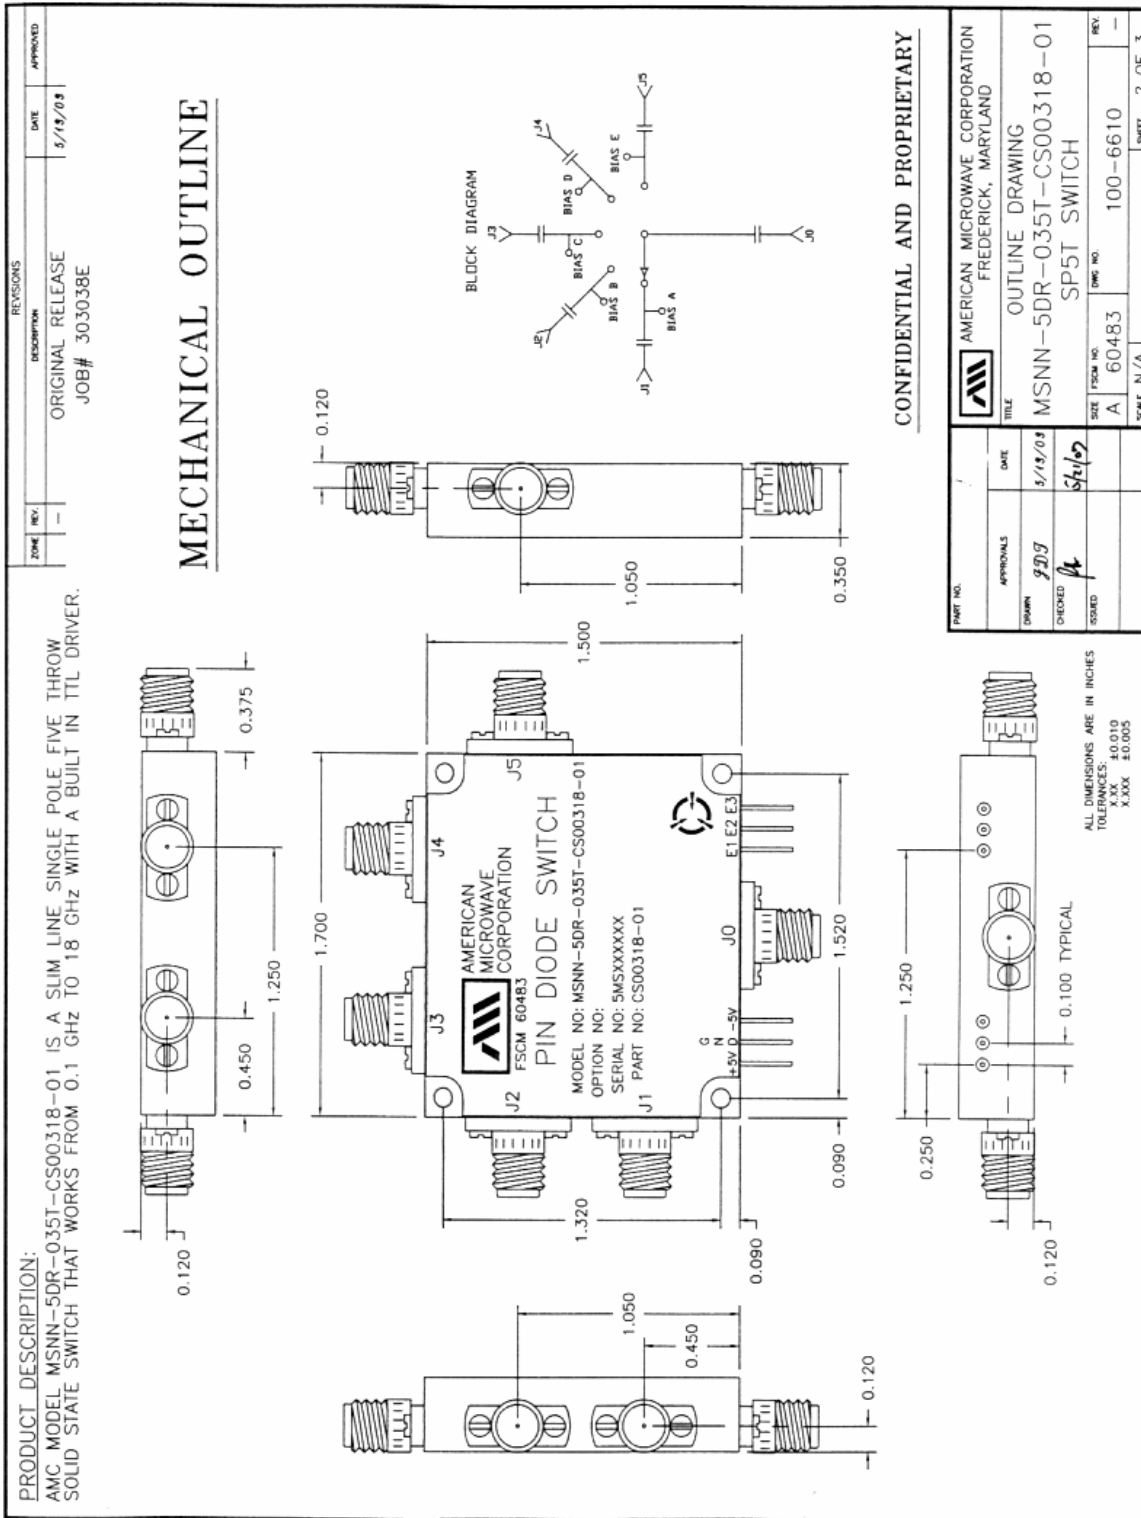 PRODUCT DESCRIPTION:
AMC MODEL MSNN-5DR-035T-CS00318-01 IS A SLIM LINE SINGLE POLE FIVE THROW
SOLID STATE SWITCH THAT WORKS FROM 0.1 GHz TO 18 GHz WITH A BUILT IN TTL DRIVER.
REVISIONS
ZONE REV. DESCRIPTION DATE APPROVED
— ORIGINAL RELEASE 5/19/03
JOB# 303038E
MECHANICAL OUTLINE
0.120
0.450
1.250
0.375
1.050
0.450
0.120
1.700
1.320
0.090
0.090
1.520
1.500
J3
J4
J2
J5
J1
J0
AMERICAN
MICROWAVE
CORPORATION
FSCM 60483
PIN DIODE SWITCH
MODEL NO: MSNN-5DR-035T-CS00318-01
OPTION NO:
SERIAL NO: 5MSXXXXXX
PART NO: CS00318-01
+5V GND -5V
E1 E2 E3
0.120
1.050
0.350
BLOCK DIAGRAM
J3
J4
J2
J5
J1
J0
BIAS C
BIAS D
BIAS B
BIAS E
BIAS A
0.250
1.250
0.120
0.100 TYPICAL
ALL DIMENSIONS ARE IN INCHES
TOLERANCES:
X.XX ±0.010
X.XXX ±0.005
CONFIDENTIAL AND PROPRIETARY
PART NO.
APPROVALS DATE
DRAWN JDJ 5/19/03
CHECKED 5/21/03
ISSUED
AMERICAN MICROWAVE CORPORATION
FREDERICK, MARYLAND
TITLE
OUTLINE DRAWING
MSNN-5DR-035T-CS00318-01
SP5T SWITCH
SIZE FSCM NO. DWG NO. REV.
A 60483 100-6610 —
SCALE N/A SHEET 2 OF 3